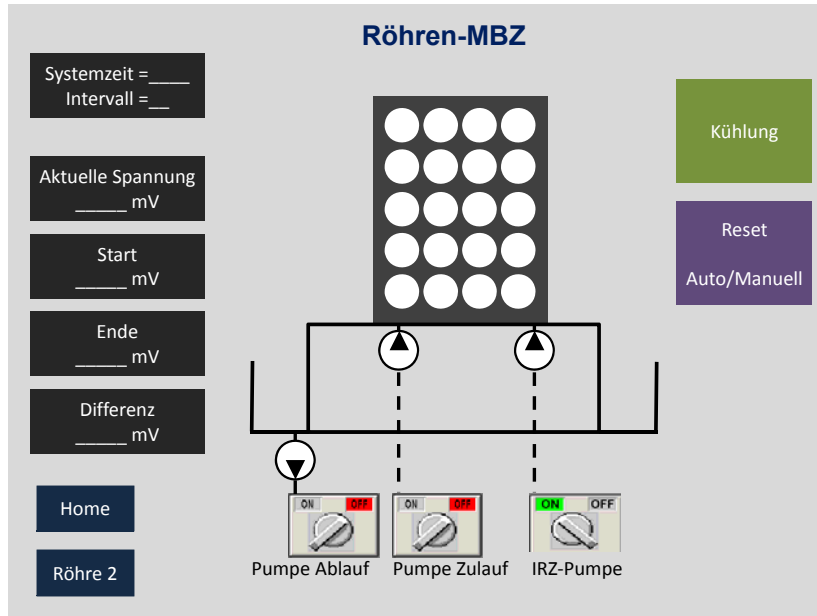 Röhren-MBZ
Systemzeit =____
Intervall =__
Aktuelle Spannung
_____ mV
Start
_____ mV
Ende
_____ mV
Differenz
_____ mV
Home
Röhre 2
Kühlung
Reset
Auto/Manuell
ON OFF
ON OFF
ON OFF
Pumpe Ablauf
Pumpe Zulauf
IRZ-Pumpe